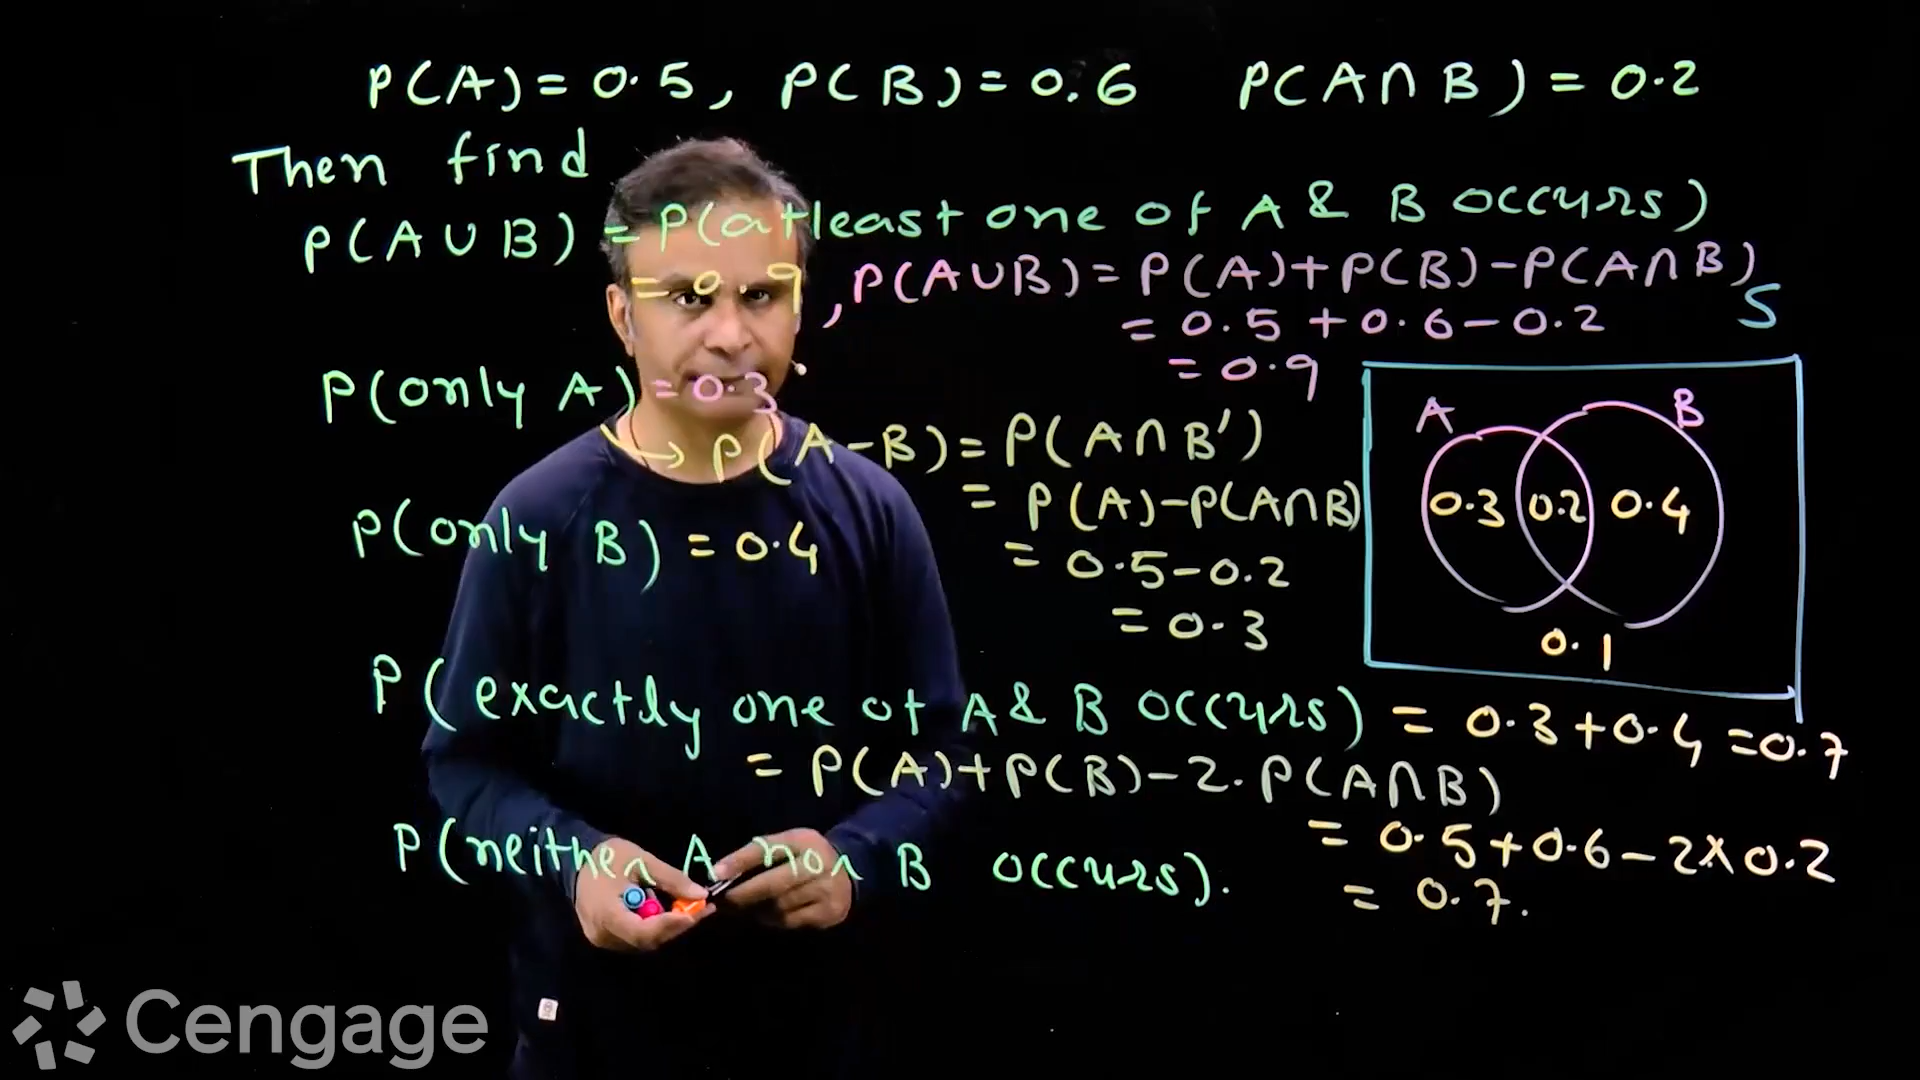 P(A) = 0.5, P(B) = 0.6 P(A∩B) = 0.2
Then find
P(A∪B) = P(atleast one of A & B occurs)
= 0.9, P(A∪B) = P(A)+P(B)-P(A∩B)
= 0.5 + 0.6 - 0.2
= 0.9
S
P(only A) = 0.3
→ P(A-B) = P(A∩B')
= P(A)-P(A∩B)
= 0.5-0.2
= 0.3
P(only B) = 0.4
A B
0.3 0.2 0.4
0.1
P(exactly one of A & B occurs) = 0.3+0.4 = 0.7
= P(A)+P(B)-2.P(A∩B)
= 0.5+0.6-2×0.2
= 0.7.
P(neither A nor B occurs).
Cengage